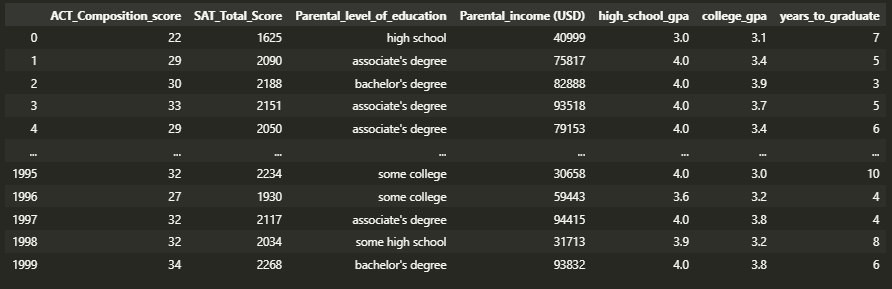 ACT_Composition_score SAT_Total_Score Parental_level_of_education Parental_income (USD) high_school_gpa college_gpa years_to_graduate
0 22 1625 high school 40999 3.0 3.1 7
1 29 2090 associate's degree 75817 4.0 3.4 5
2 30 2188 bachelor's degree 82888 4.0 3.9 3
3 33 2151 associate's degree 93518 4.0 3.7 5
4 29 2050 associate's degree 79153 4.0 3.4 6
... ... ... ... ... ... ... ...
1995 32 2234 some college 30658 4.0 3.0 10
1996 27 1930 some college 59443 3.6 3.2 4
1997 32 2117 associate's degree 94415 4.0 3.8 4
1998 32 2034 some high school 31713 3.9 3.2 8
1999 34 2268 bachelor's degree 93832 4.0 3.8 6